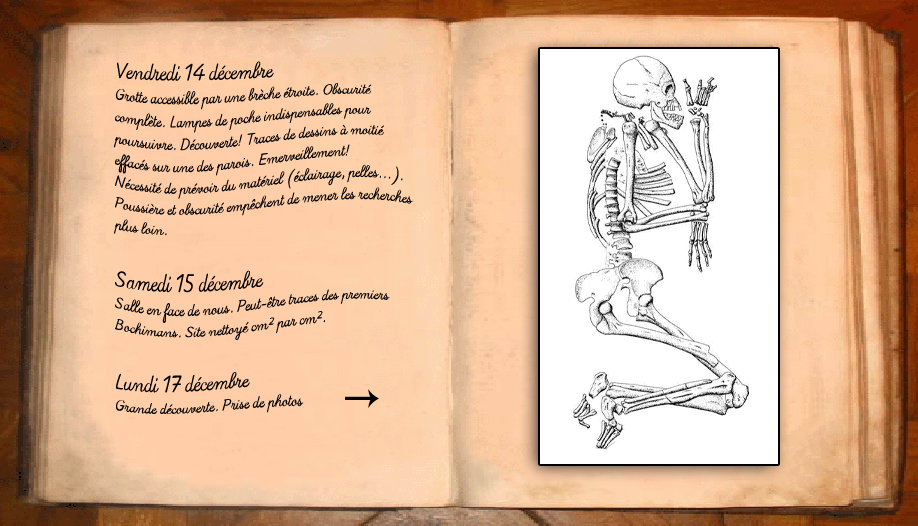 Vendredi 14 décembre
Grotte accessible par une brèche étroite. Obscurité
complète. Lampes de poche indispensables pour
poursuivre. Découverte! Traces de dessins à moitié
effacés sur une des parois. Emerveillement!
Nécessité de prévoir du matériel (éclairage, pelles...).
Poussière et obscurité empêchent de mener les recherches
plus loin.
Samedi 15 décembre
Salle en face de nous. Peut-être traces des premiers
Bochimans. Site nettoyé cm² par cm².
Lundi 17 décembre
Grande découverte. Prise de photos →